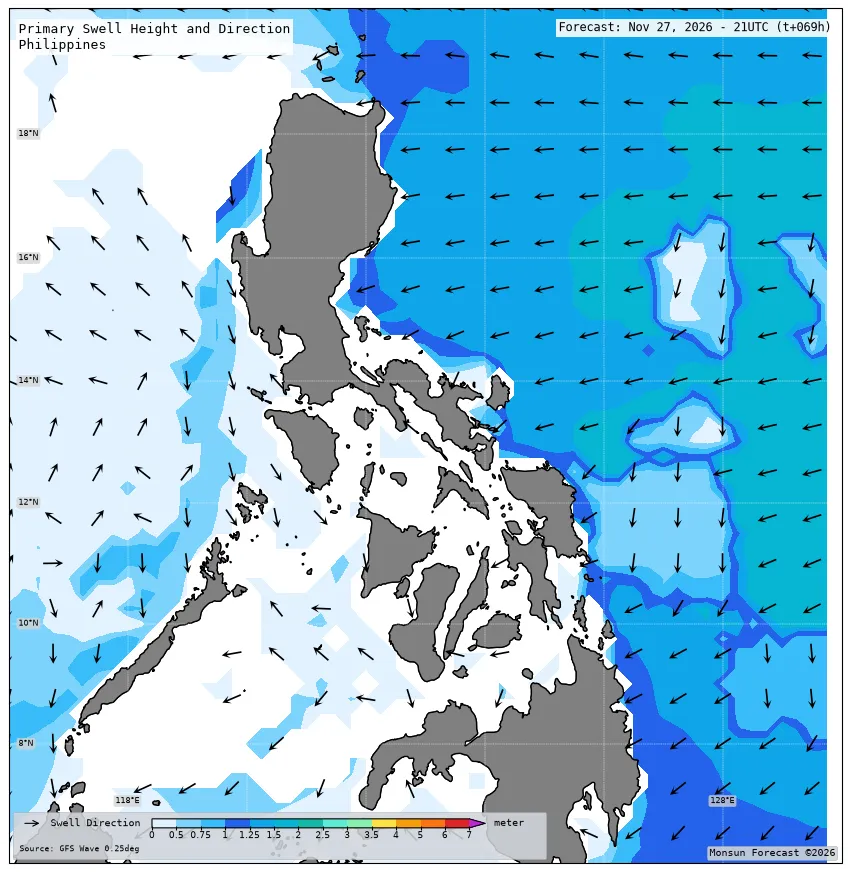 Primary Swell Height and Direction
Philippines
Forecast: Nov 27, 2026 - 21UTC (t+069h)
18°N
16°N
14°N
12°N
10°N
8°N
118°E
128°E
Swell Direction
0 0.5 0.75 1 1.25 1.5 2 2.5 3 3.5 4 5 6 7
meter
Source: GFS Wave 0.25deg
Monsun Forecast ©2026